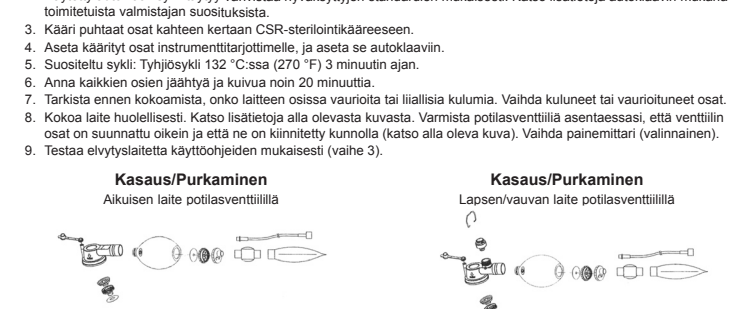 toimitetuista valmistajan suosituksista.
3. Kääri puhtaat osat kahteen kertaan CSR-sterilointikääreeseen.
4. Aseta käärityt osat instrumenttitarjottimelle, ja aseta se autoklaaviin.
5. Suositeltu sykli: Tyhjiösykli 132 °C:ssa (270 °F) 3 minuutin ajan.
6. Anna kaikkien osien jäähtyä ja kuivua noin 20 minuuttia.
7. Tarkista ennen kokoamista, onko laitteen osissa vaurioita tai liiallisia kulumia. Vaihda kuluneet tai vaurioituneet osat.
8. Kokoa laite huolellisesti. Katso lisätietoja alla olevasta kuvasta. Varmista potilasventtiiliä asentaessasi, että venttiilin
osat on suunnattu oikein ja että ne on kiinnitetty kunnolla (katso alla oleva kuva). Vaihda painemittari (valinnainen).
9. Testaa elvytyslaitetta käyttöohjeiden mukaisesti (vaihe 3).
Kasaus/Purkaminen
Aikuisen laite potilasventtiilillä
Kasaus/Purkaminen
Lapsen/vauvan laite potilasventtiilillä